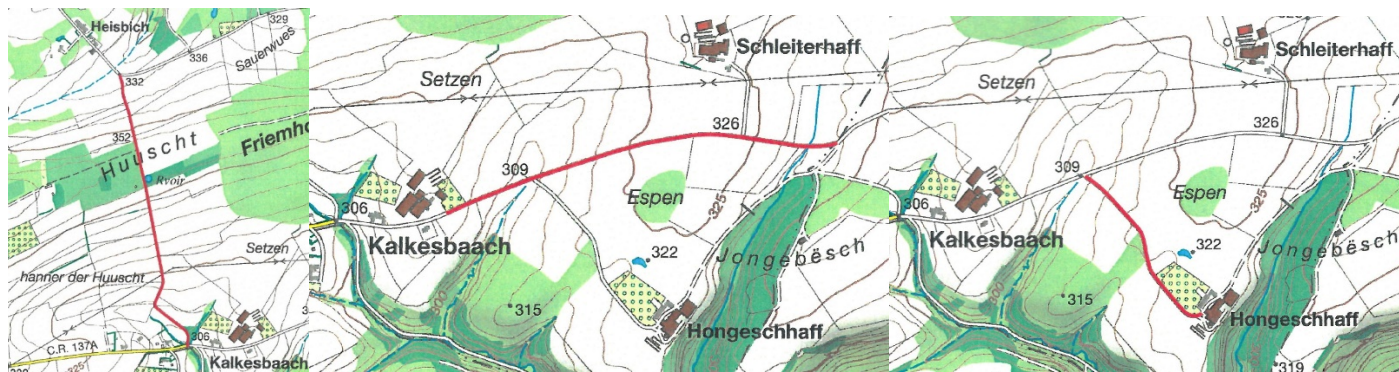 Heisbich
329
336
Sauerwues
332
352
Huuscht
Friemho
Rvoir
Setzen
hanner der Huuscht
306
C.R. 137A
Kalkesbaach
325
Schleiterhaff
Setzen
326
309
306
Espen
325
Kalkesbaach
322
Jongebësch
300
315
Hongeschhaff
Schleiterhaff
Setzen
326
309
306
Espen
325
Kalkesbaach
322
Jongebësch
300
315
Hongeschhaff
319